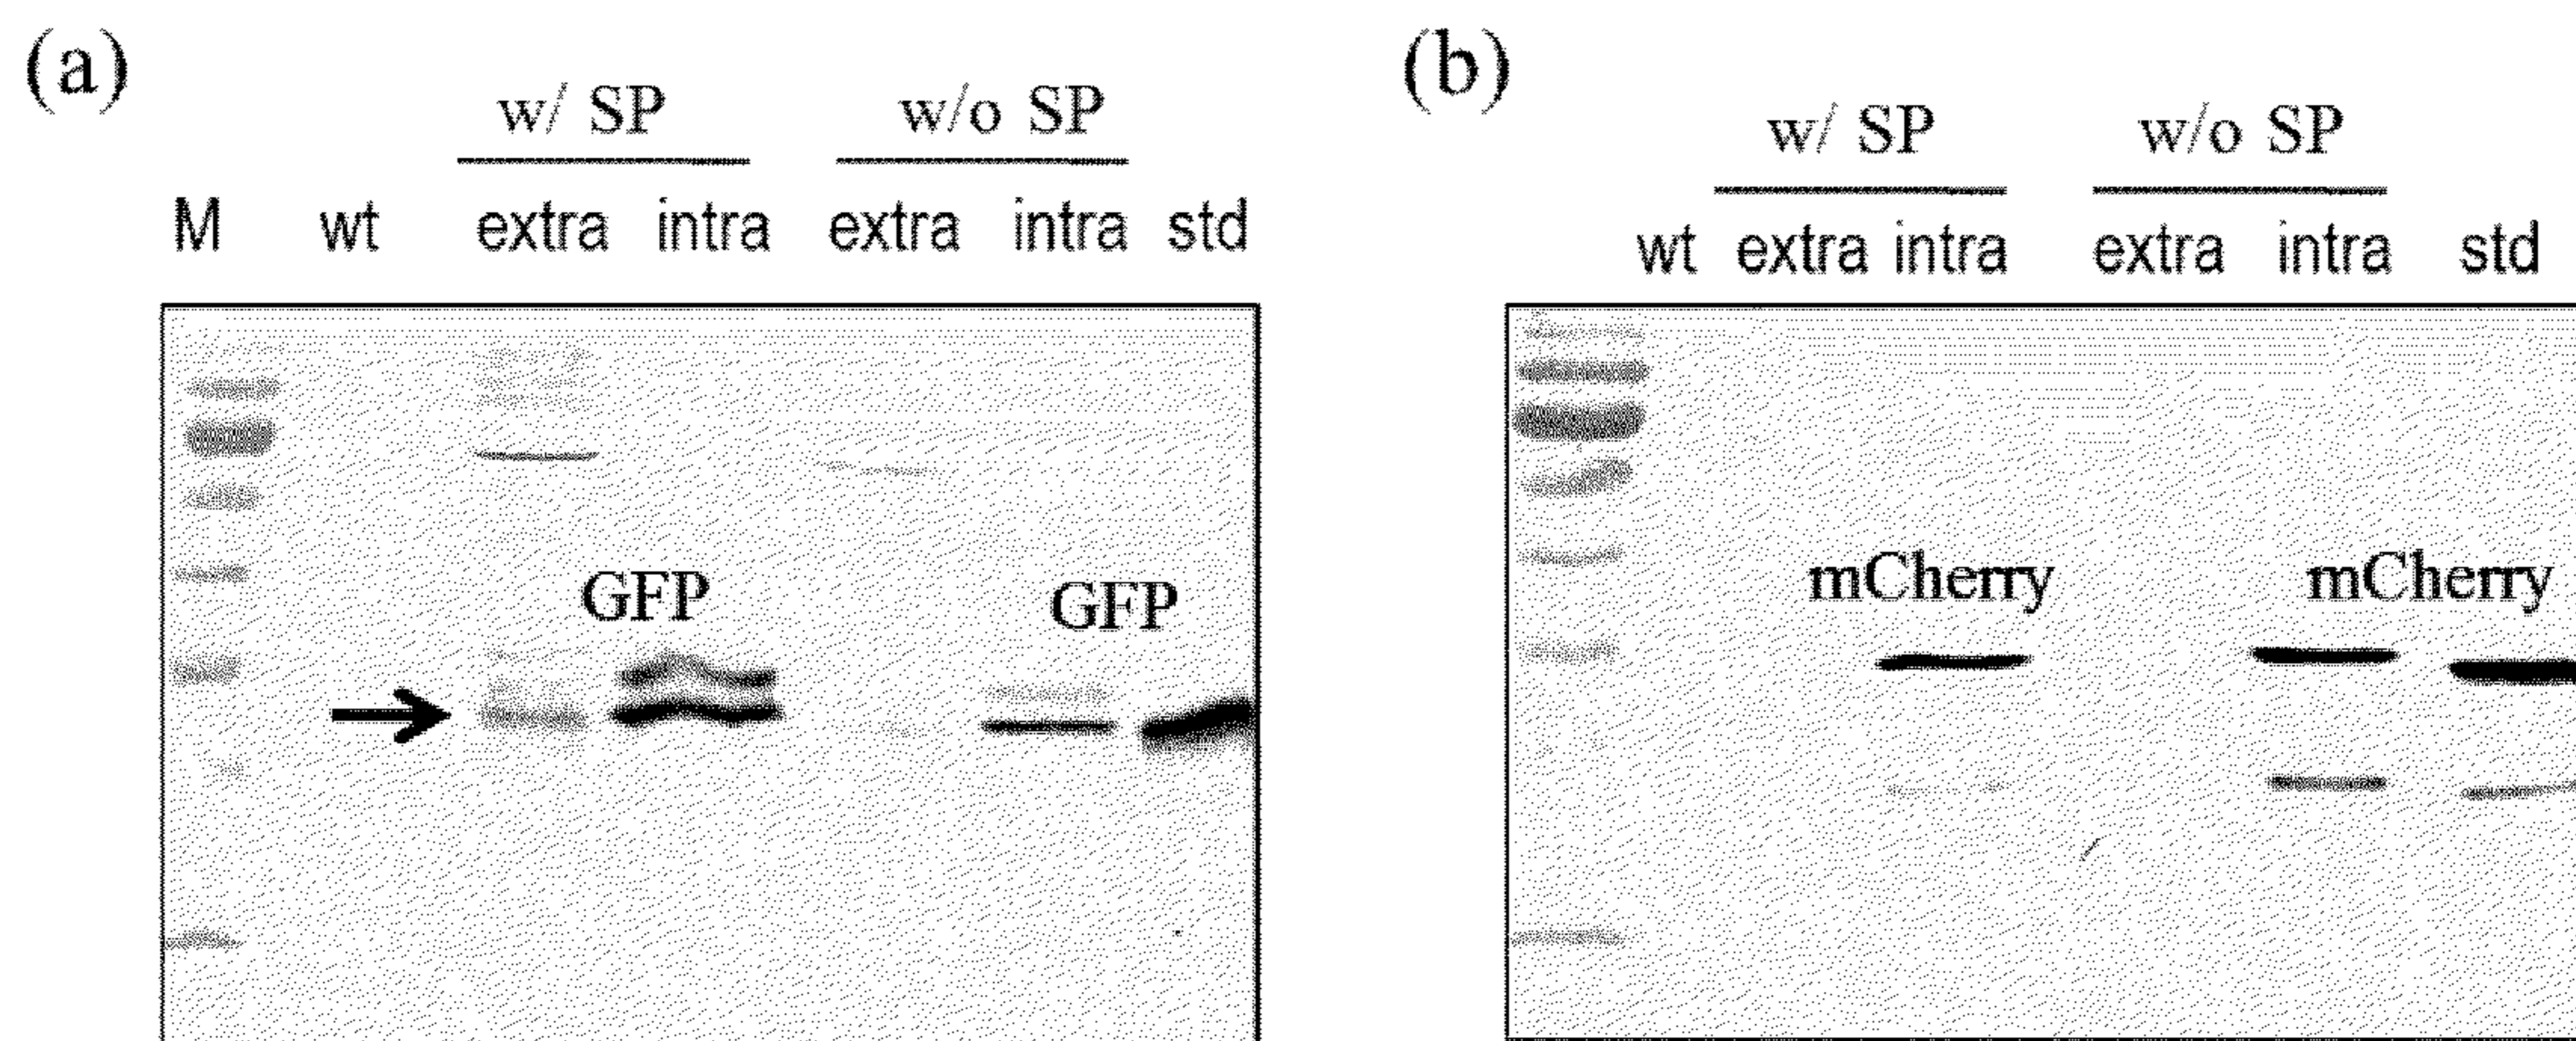 (a)
w/ SP w/o SP
M wt extra intra extra intra std
GFP GFP
(b)
w/ SP w/o SP
wt extra intra extra intra std
mCherry mCherry